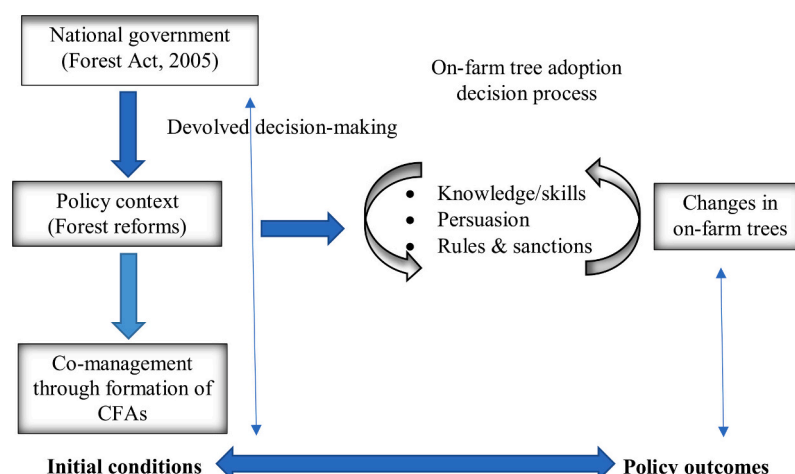 National government
(Forest Act, 2005)
On-farm tree adoption
decision process
Devolved decision-making
Policy context
(Forest reforms)
• Knowledge/skills
• Persuasion
• Rules & sanctions
Changes in
on-farm trees
Co-management
through formation of
CFAs
Initial conditions
Policy outcomes